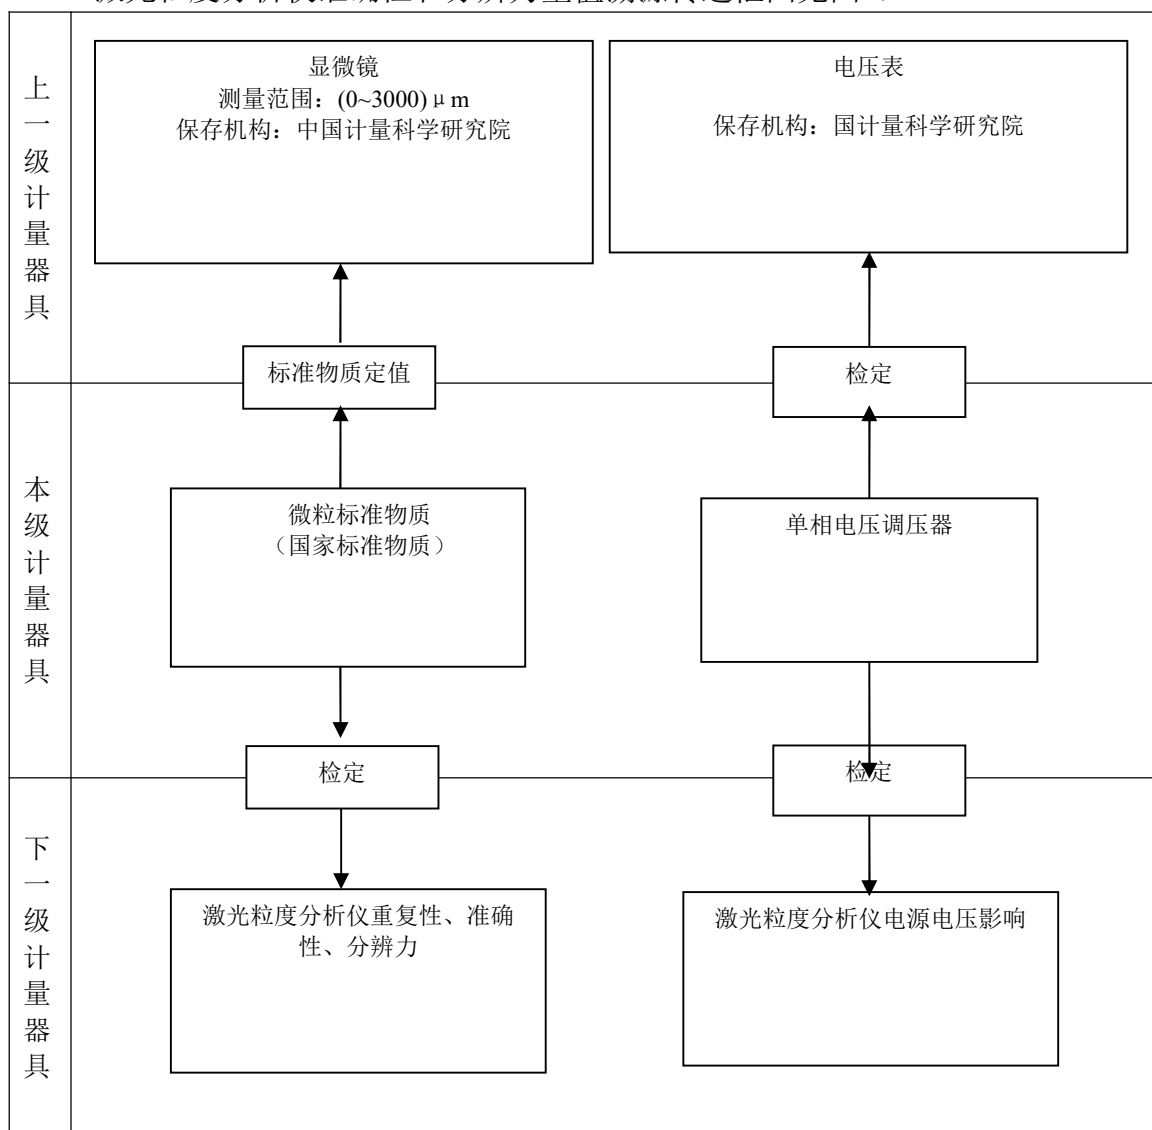 上一级计量器具
显微镜
测量范围：(0~3000)μm
保存机构：中国计量科学研究院
电压表
保存机构：国计量科学研究院
标准物质定值
检定
本级计量器具
微粒标准物质
（国家标准物质）
单相电压调压器
检定
检定
下一级计量器具
激光粒度分析仪重复性、准确
性、分辨力
激光粒度分析仪电源电压影响